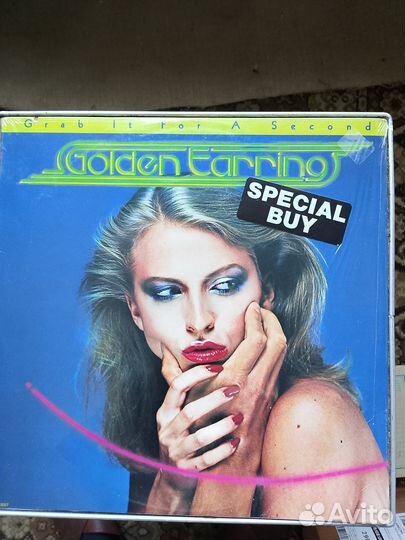 Grab It For A Second
Golden Earring
SPECIAL
BUY
Avito